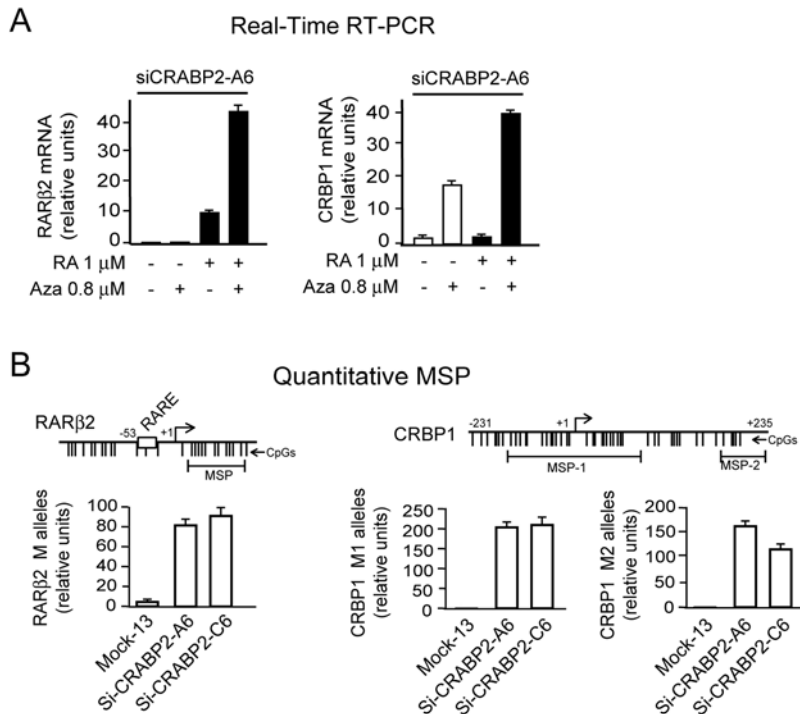 A
Real-Time RT-PCR
siCRABP2-A6
RARβ2 mRNA
(relative units)
40
30
20
10
0
RA 1 µM - - + +
Aza 0.8 µM - + - +
siCRABP2-A6
CRBP1 mRNA
(relative units)
40
30
20
10
0
RA 1 µM - - + +
Aza 0.8 µM - + - +
B
Quantitative MSP
RARβ2
-53
RARE
+1
CpGs
MSP
CRBP1
-231
+1
+235
CpGs
MSP-1
MSP-2
RARβ2 M alleles
(relative units)
100
80
60
40
20
0
Mock-13
Si-CRABP2-A6
Si-CRABP2-C6
CRBP1 M1 alleles
(relative units)
250
200
150
100
50
0
Mock-13
Si-CRABP2-A6
Si-CRABP2-C6
CRBP1 M2 alleles
(relative units)
200
150
100
50
0
Mock-13
Si-CRABP2-A6
Si-CRABP2-C6